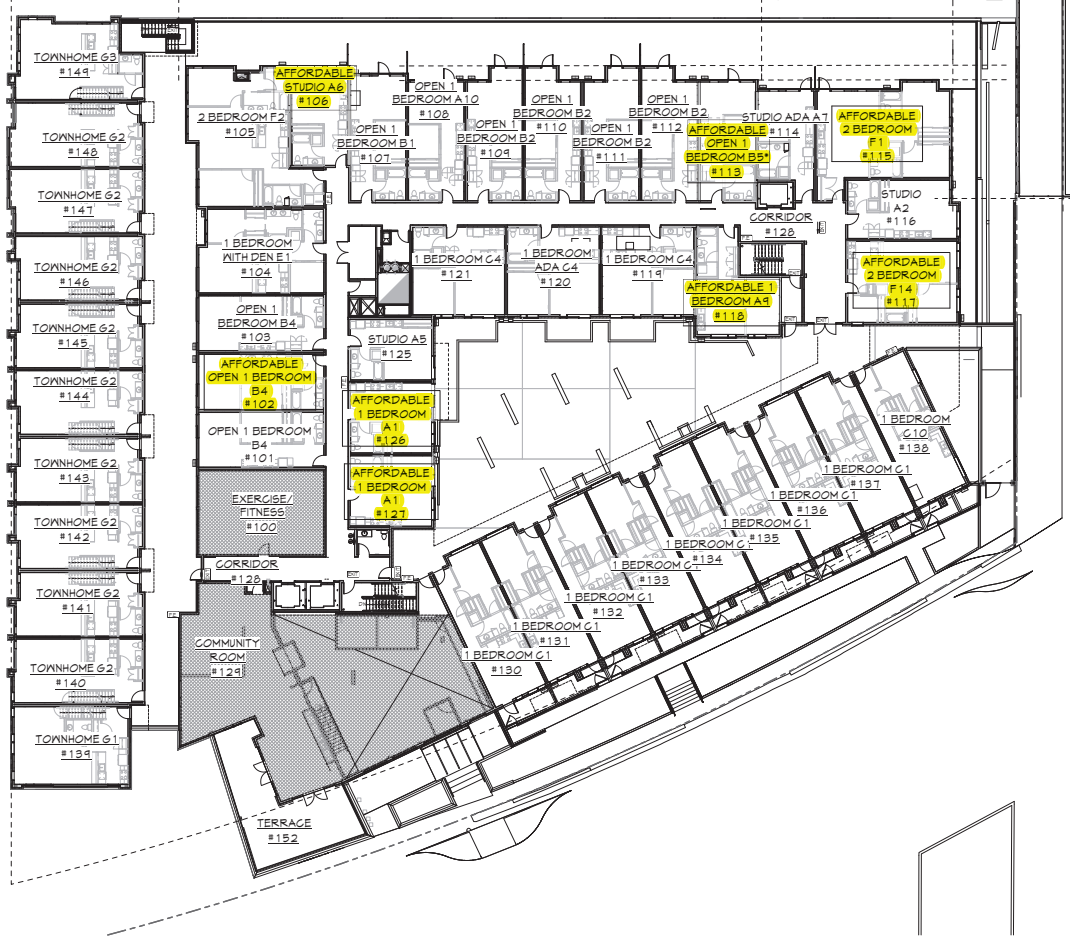 TOWNHOME G3
#149
TOWNHOME G2
#148
TOWNHOME G2
#147
TOWNHOME G2
#146
TOWNHOME G2
#145
TOWNHOME G2
#144
TOWNHOME G2
#143
TOWNHOME G2
#142
TOWNHOME G2
#141
TOWNHOME G2
#140
TOWNHOME G1
#139
2 BEDROOM F2
#105
AFFORDABLE
STUDIO A6
#106
OPEN 1
BEDROOM B1
#107
OPEN 1
BEDROOM A10
#108
OPEN 1
BEDROOM B2
#109
OPEN 1
BEDROOM B2
#110
OPEN 1
BEDROOM B2
#111
OPEN 1
BEDROOM B2
#112
AFFORDABLE
OPEN 1
BEDROOM B5*
#113
STUDIO ADA A7
#114
AFFORDABLE
2 BEDROOM
F1
#115
STUDIO
A2
#116
AFFORDABLE
2 BEDROOM
F14
#117
CORRIDOR
#128
1 BEDROOM
WITH DEN E1
#104
OPEN 1
BEDROOM B4
#103
AFFORDABLE
OPEN 1 BEDROOM
B4
#102
OPEN 1 BEDROOM
B4
#101
EXERCISE/
FITNESS
#100
CORRIDOR
#128
1 BEDROOM C4
#121
1 BEDROOM
ADA C4
#120
1 BEDROOM C4
#119
AFFORDABLE 1
BEDROOM A9
#118
STUDIO A5
#125
AFFORDABLE
1 BEDROOM
A1
#126
AFFORDABLE
1 BEDROOM
A1
#127
1 BEDROOM
C10
#138
1 BEDROOM C1
#137
1 BEDROOM C1
#136
1 BEDROOM C1
#135
1 BEDROOM C1
#134
1 BEDROOM C1
#133
1 BEDROOM C1
#132
1 BEDROOM C1
#131
1 BEDROOM C1
#130
COMMUNITY
ROOM
#129
TERRACE
#152